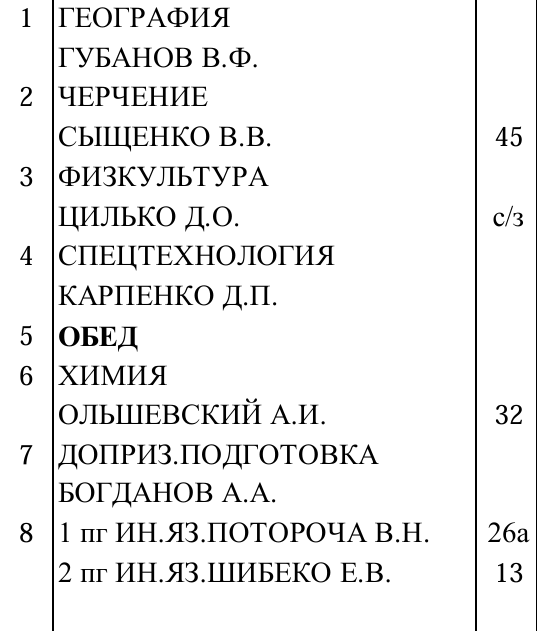 1 ГЕОГРАФИЯ
ГУБАНОВ В.Ф.
2 ЧЕРЧЕНИЕ
СЫЩЕНКО В.В. 45
3 ФИЗКУЛЬТУРА
ЦИЛЬКО Д.О. с/з
4 СПЕЦТЕХНОЛОГИЯ
КАРПЕНКО Д.П.
5 ОБЕД
6 ХИМИЯ
ОЛЬШЕВСКИЙ А.И. 32
7 ДОПРИЗ.ПОДГОТОВКА
БОГДАНОВ А.А.
8 1 пг ИН.ЯЗ.ПОТОРОЧА В.Н. 26а
2 пг ИН.ЯЗ.ШИБЕКО Е.В. 13